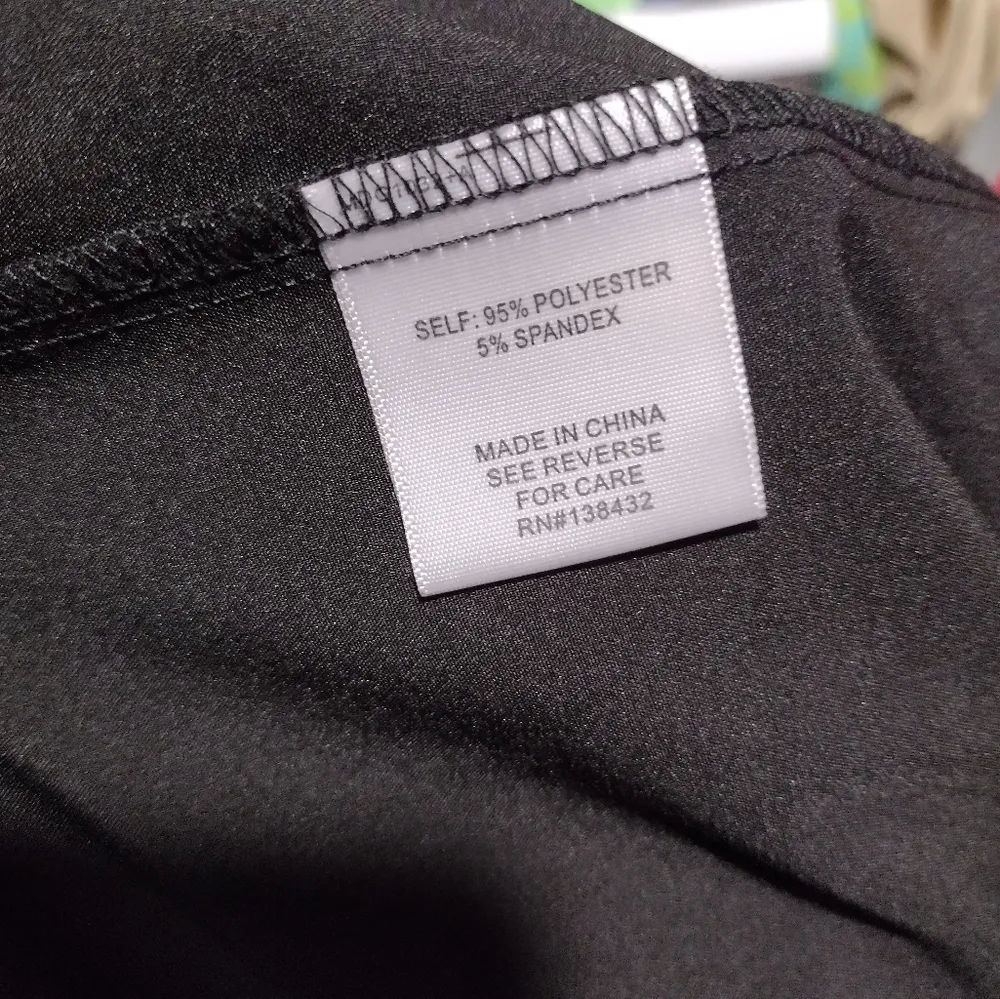 SELF: 95% POLYESTER
5% SPANDEX
MADE IN CHINA
SEE REVERSE
FOR CARE
RN#138432